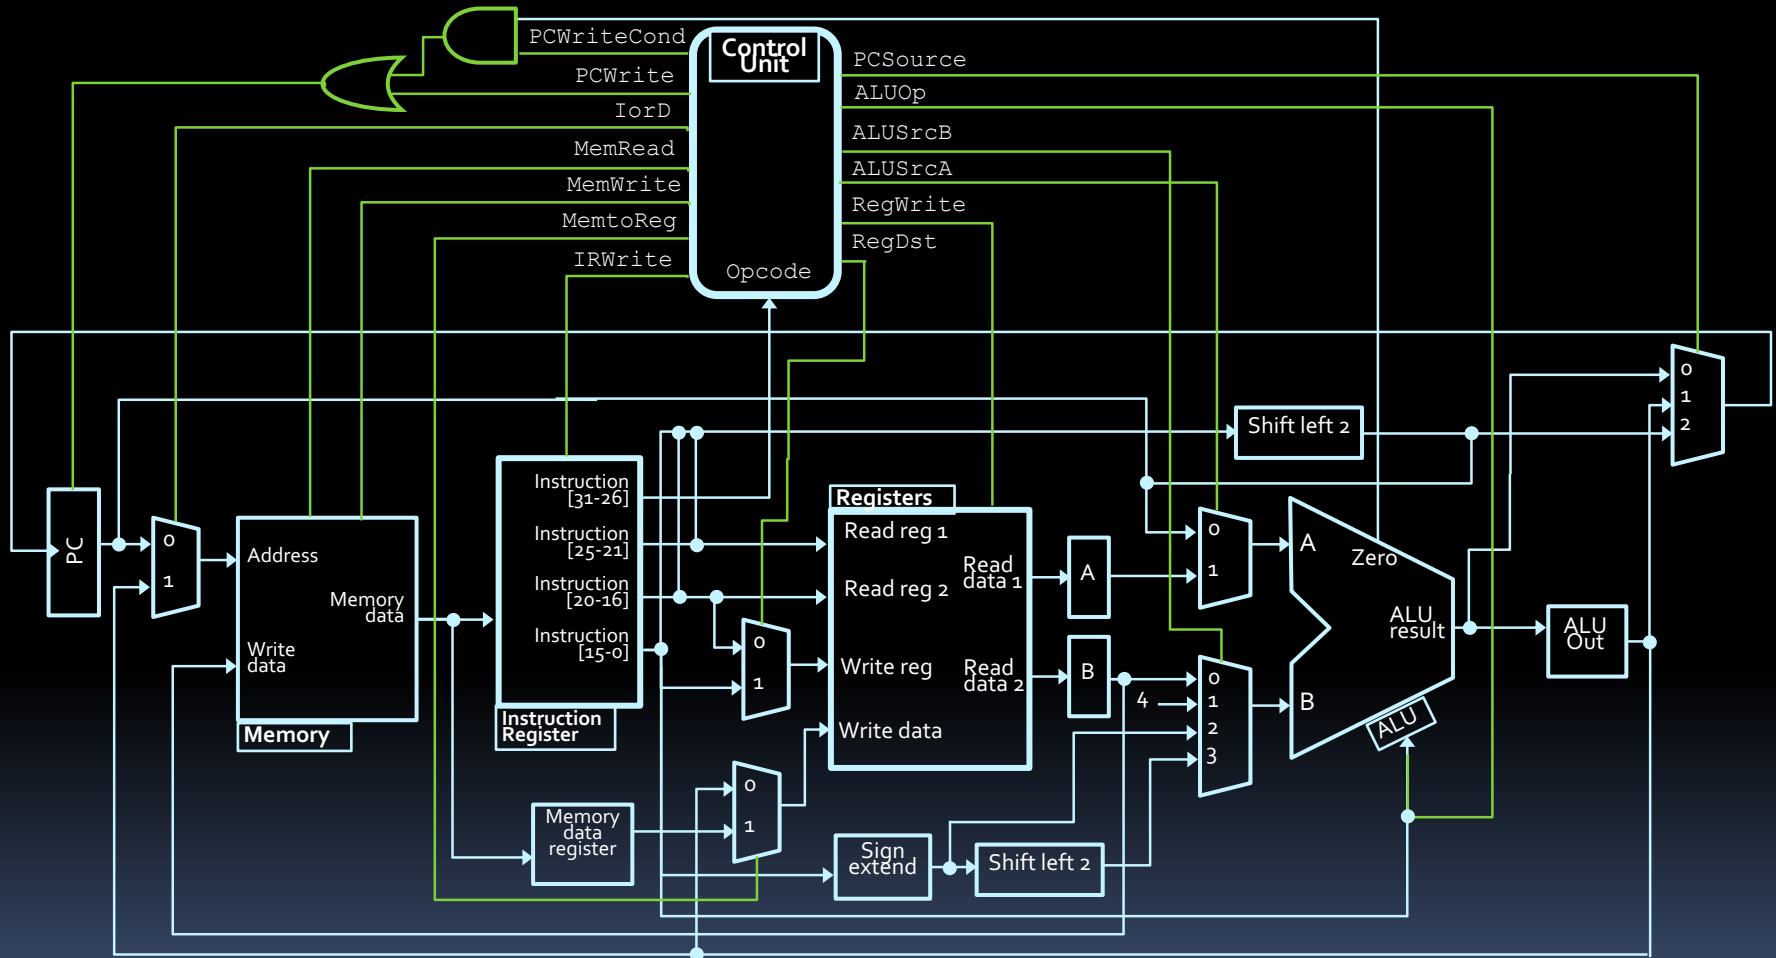 PCWriteCond
PCWrite
IorD
MemRead
MemWrite
MemtoReg
IRWrite
Control
Unit
Opcode
PCSource
ALUOp
ALUSrcB
ALUSrcA
RegWrite
RegDst
PC
0
1
Address
Memory
data
Write
data
Memory
Instruction
[31-26]
Instruction
[25-21]
Instruction
[20-16]
Instruction
[15-0]
Instruction
Register
0
1
Memory
data
register
0
1
Registers
Read reg 1
Read reg 2
Write reg
Write data
Read
data 1
Read
data 2
Sign
extend
Shift left 2
A
B
4
0
1
0
1
2
3
Shift left 2
A
B
Zero
ALU
result
ALU
ALU
Out
0
1
2